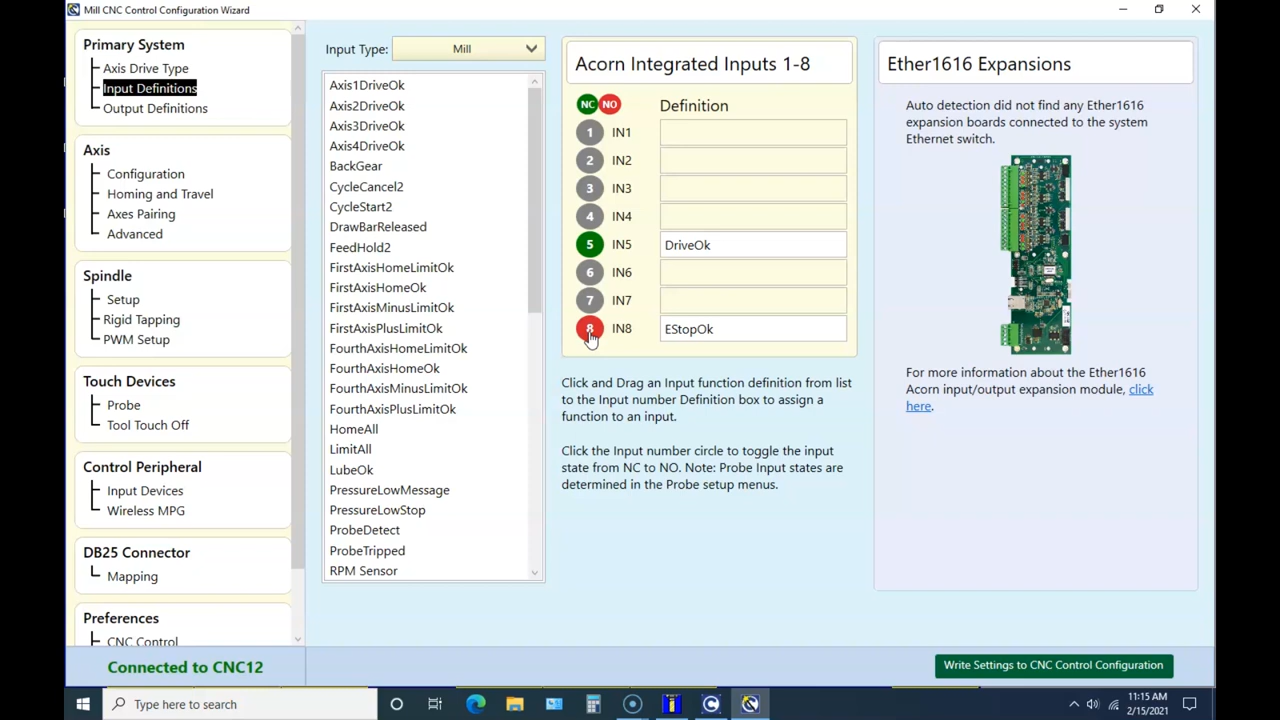 Mill CNC Control Configuration Wizard
Primary System
Axis Drive Type
Input Definitions
Output Definitions
Axis
Configuration
Homing and Travel
Axes Pairing
Advanced
Spindle
Setup
Rigid Tapping
PWM Setup
Touch Devices
Probe
Tool Touch Off
Control Peripheral
Input Devices
Wireless MPG
DB25 Connector
Mapping
Preferences
CNC Control
Connected to CNC12
Input Type: Mill
Axis1DriveOk
Axis2DriveOk
Axis3DriveOk
Axis4DriveOk
BackGear
CycleCancel2
CycleStart2
DrawBarReleased
FeedHold2
FirstAxisHomeLimitOk
FirstAxisHomeOk
FirstAxisMinusLimitOk
FirstAxisPlusLimitOk
FourthAxisHomeLimitOk
FourthAxisHomeOk
FourthAxisMinusLimitOk
FourthAxisPlusLimitOk
HomeAll
LimitAll
LubeOk
PressureLowMessage
PressureLowStop
ProbeDetect
ProbeTripped
RPM Sensor
Acorn Integrated Inputs 1-8
NC NO Definition
1 IN1
2 IN2
3 IN3
4 IN4
5 IN5 DriveOk
6 IN6
7 IN7
8 IN8 EStopOk
Click and Drag an Input function definition from list
to the Input number Definition box to assign a
function to an input.
Click the Input number circle to toggle the input
state from NC to NO. Note: Probe Input states are
determined in the Probe setup menus.
Ether1616 Expansions
Auto detection did not find any Ether1616
expansion boards connected to the system
Ethernet switch.
For more information about the Ether1616
Acorn input/output expansion module, click
here.
Write Settings to CNC Control Configuration
Type here to search
11:15 AM
2/15/2021